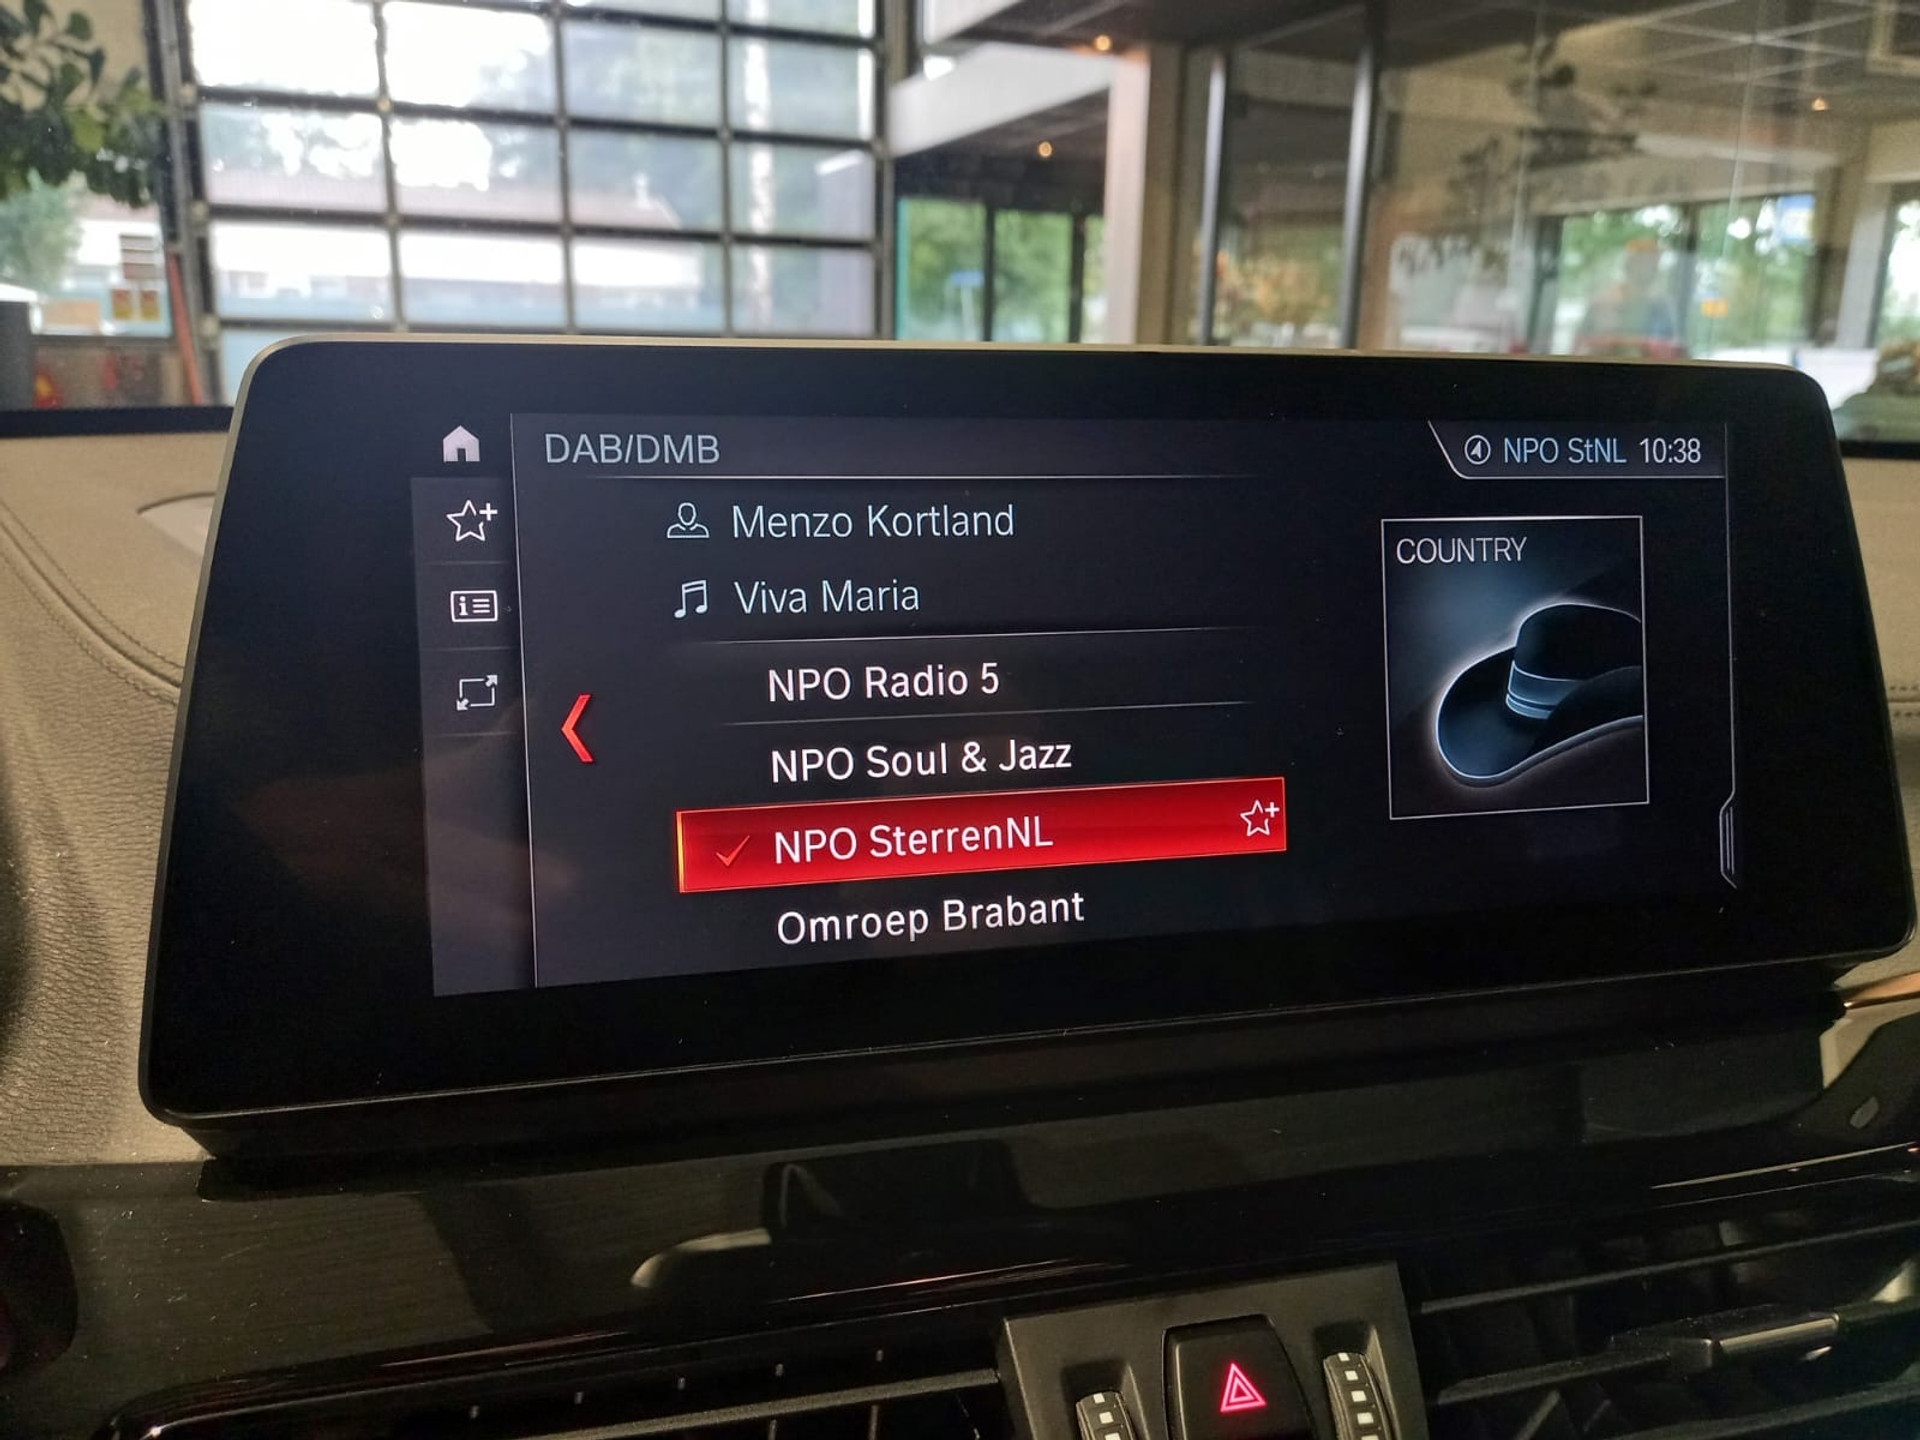 DAB/DMB
NPO StNL 10:38
Menzo Kortland
Viva Maria
COUNTRY
NPO Radio 5
NPO Soul & Jazz
NPO SterrenNL
Omroep Brabant